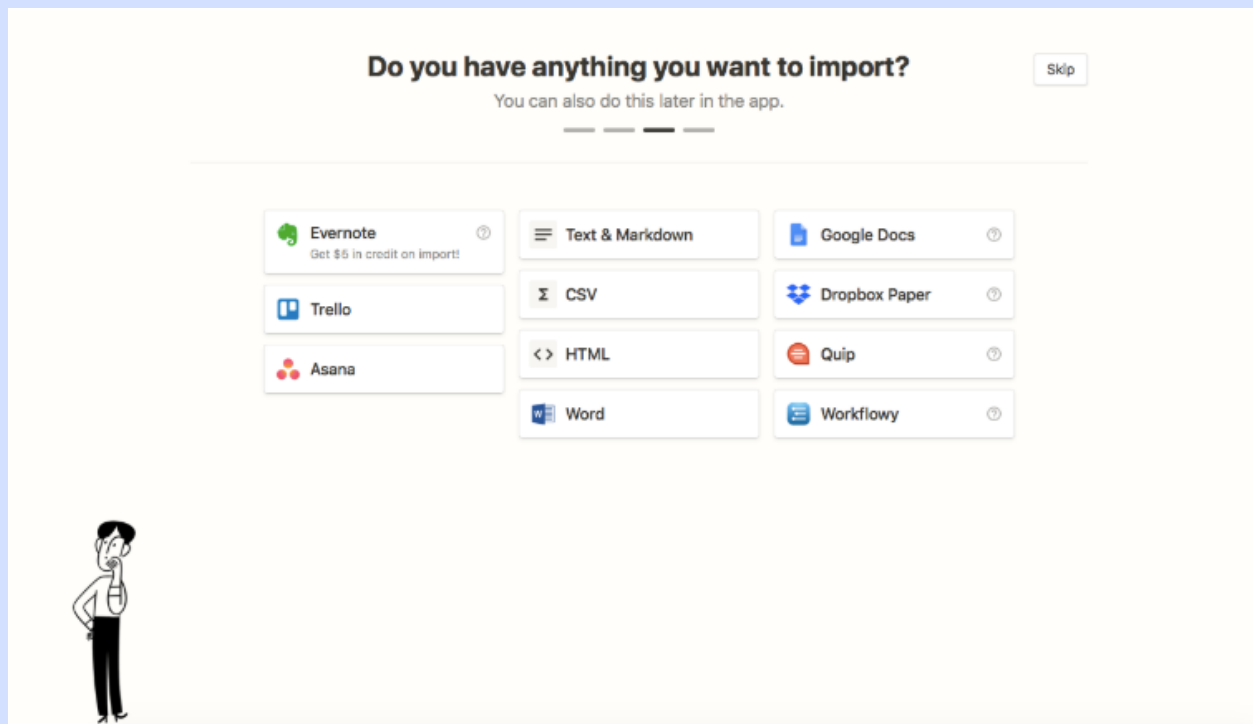 Do you have anything you want to import?
Skip
You can also do this later in the app.
Evernote
Get $5 in credit on import!
Trello
Asana
Text & Markdown
CSV
HTML
Word
Google Docs
Dropbox Paper
Quip
Workflowy